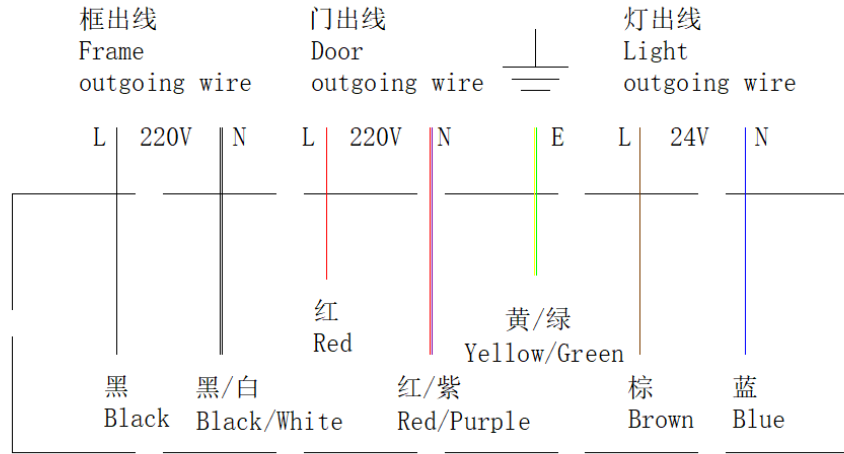 框出线
Frame
outgoing wire
门出线
Door
outgoing wire
灯出线
Light
outgoing wire
L 220V N
L 220V N
E
L 24V N
黑
Black
黑/白
Black/White
红
Red
红/紫
Red/Purple
黄/绿
Yellow/Green
棕
Brown
蓝
Blue